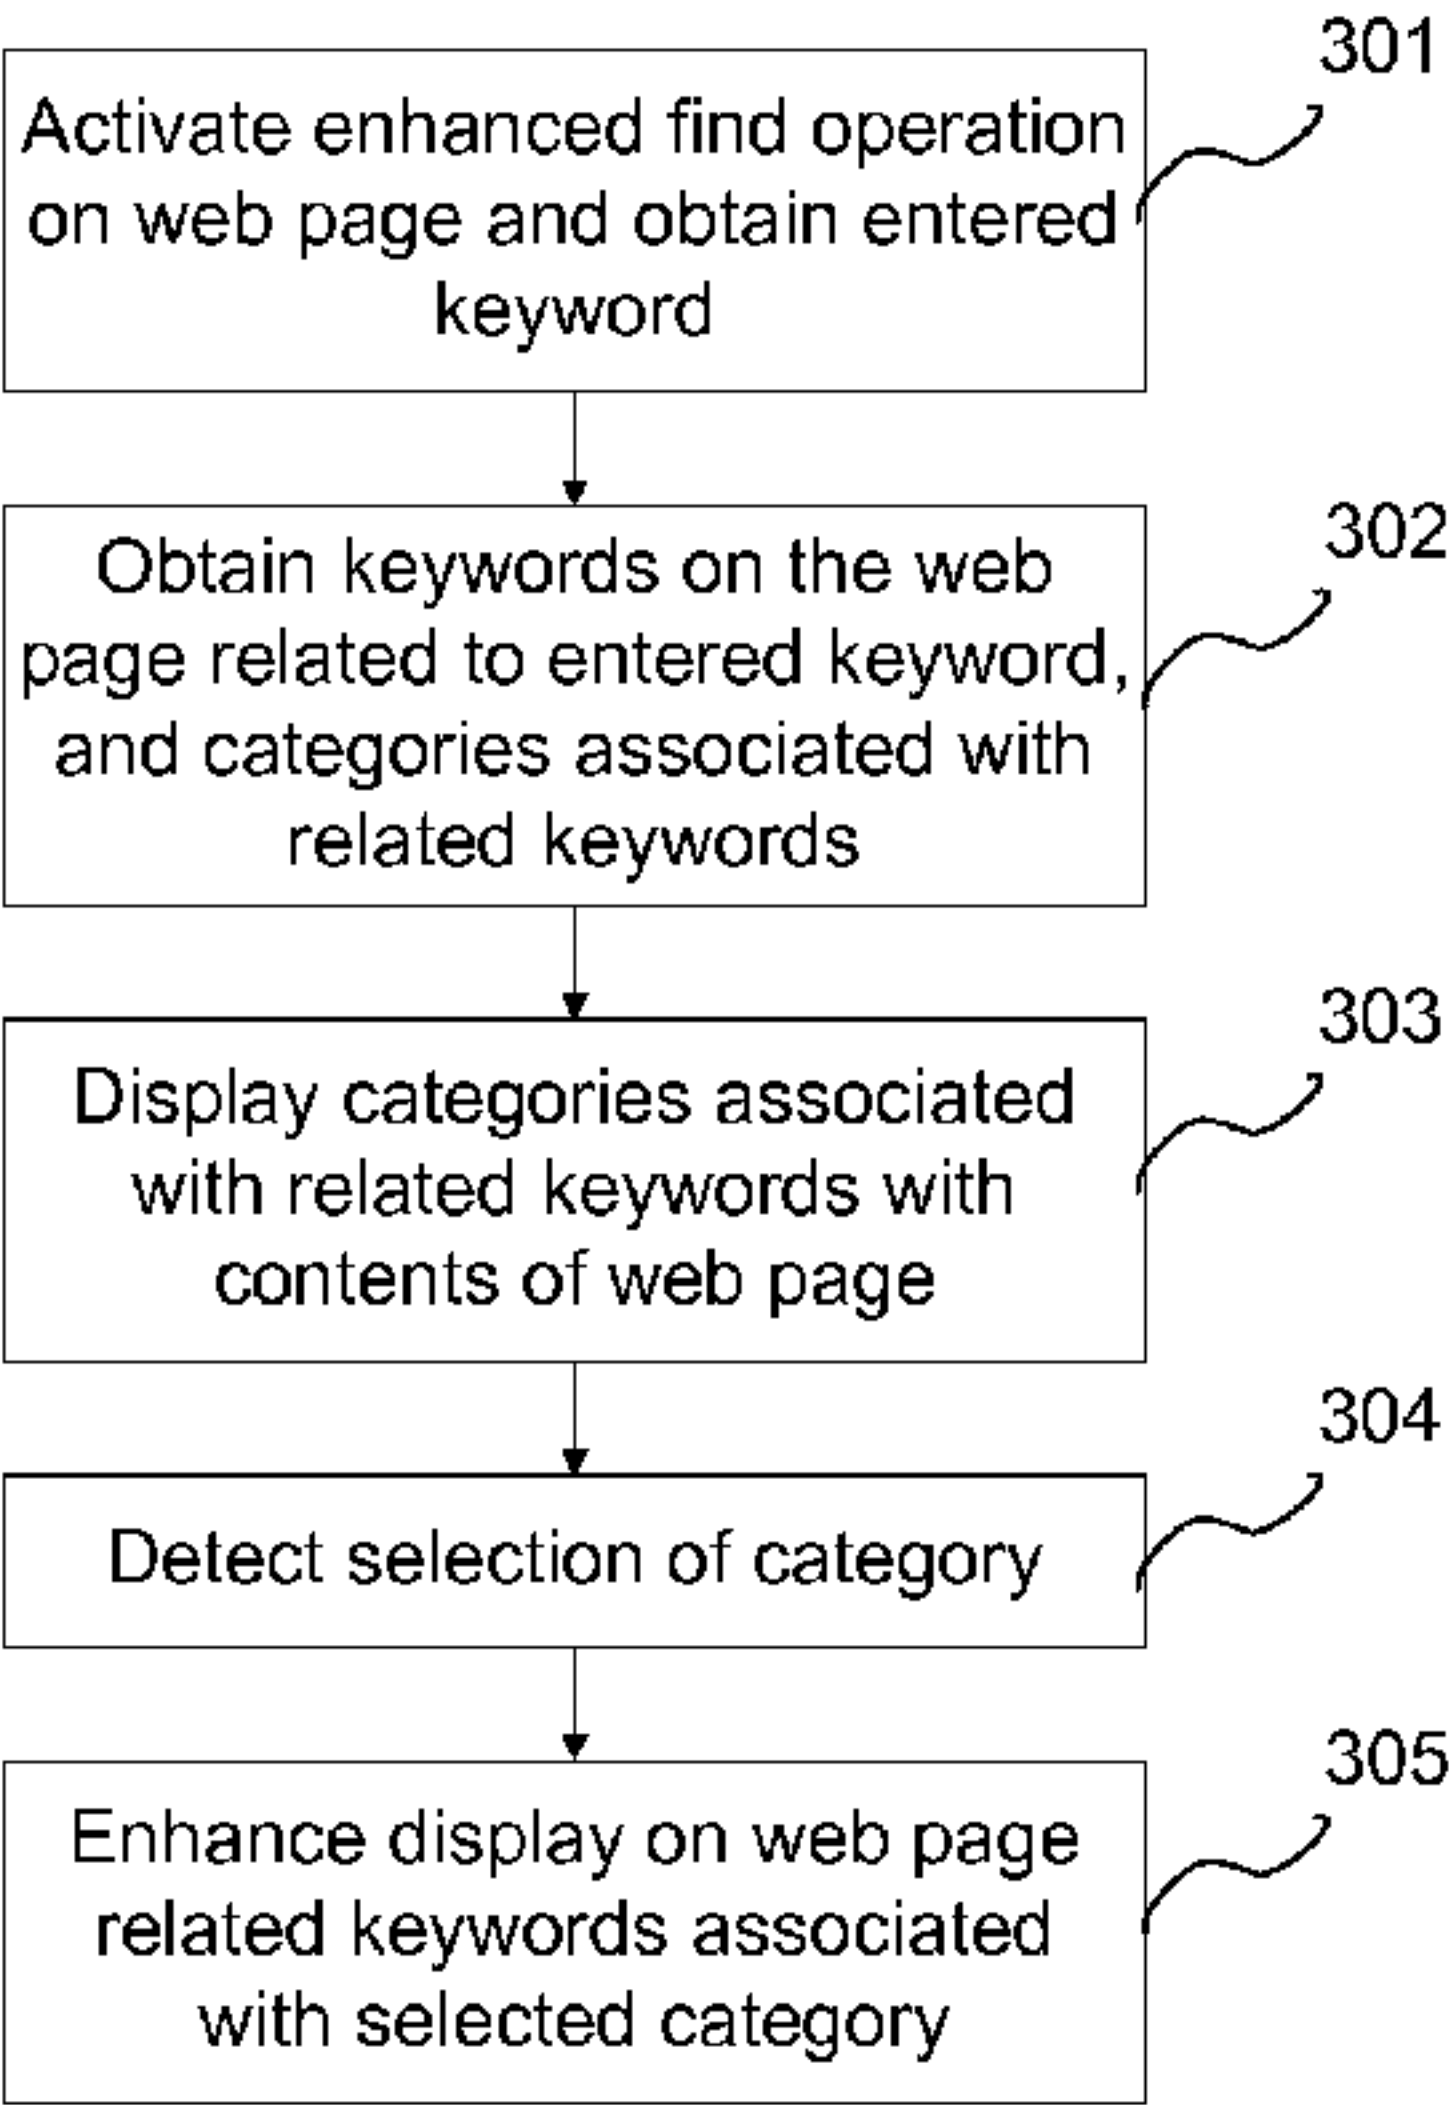 301
Activate enhanced find operation
on web page and obtain entered
keyword
302
Obtain keywords on the web
page related to entered keyword,
and categories associated with
related keywords
303
Display categories associated
with related keywords with
contents of web page
304
Detect selection of category
305
Enhance display on web page
related keywords associated
with selected category